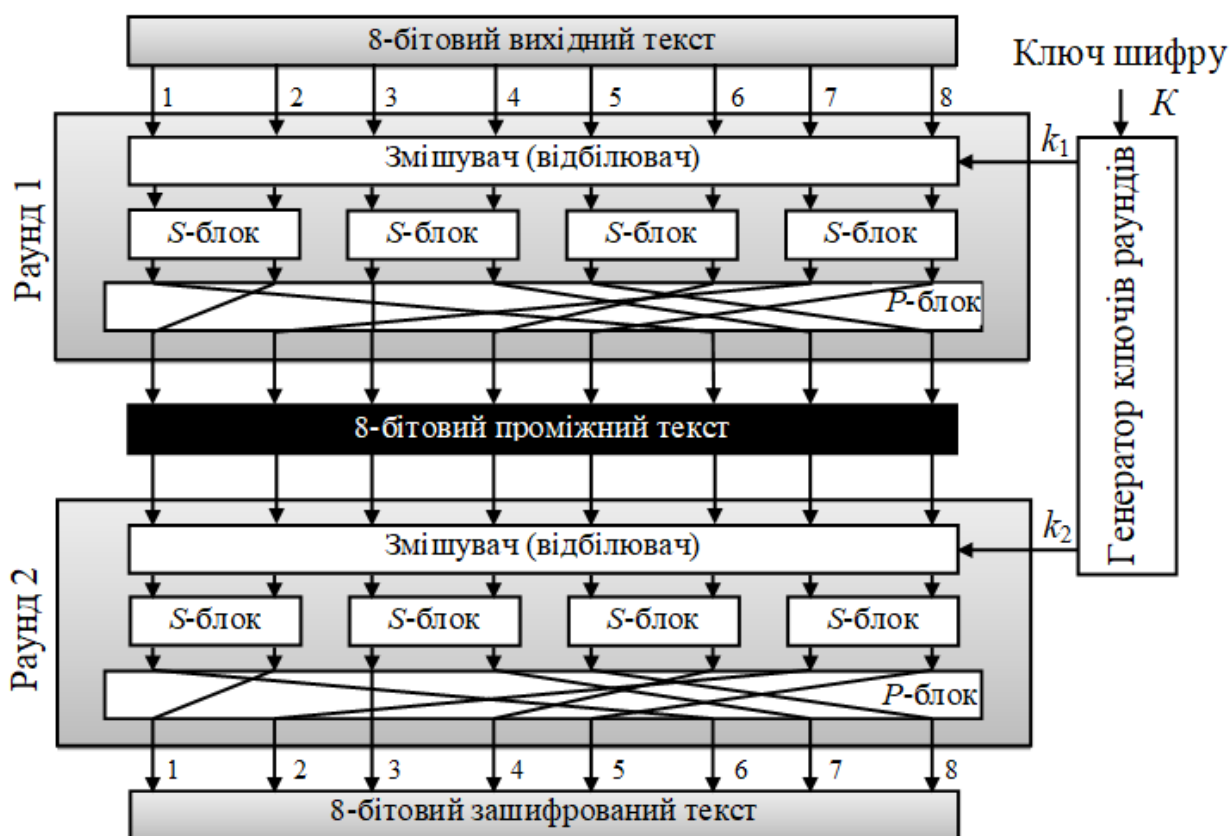 8-бітовий вихідний текст
Ключ шифру
1 2 3 4 5 6 7 8
K
Раунд 1
Змішувач (відбілювач)
k1
S-блок S-блок S-блок S-блок
P-блок
8-бітовий проміжний текст
Генератор ключів раундів
Раунд 2
Змішувач (відбілювач)
k2
S-блок S-блок S-блок S-блок
P-блок
1 2 3 4 5 6 7 8
8-бітовий зашифрований текст